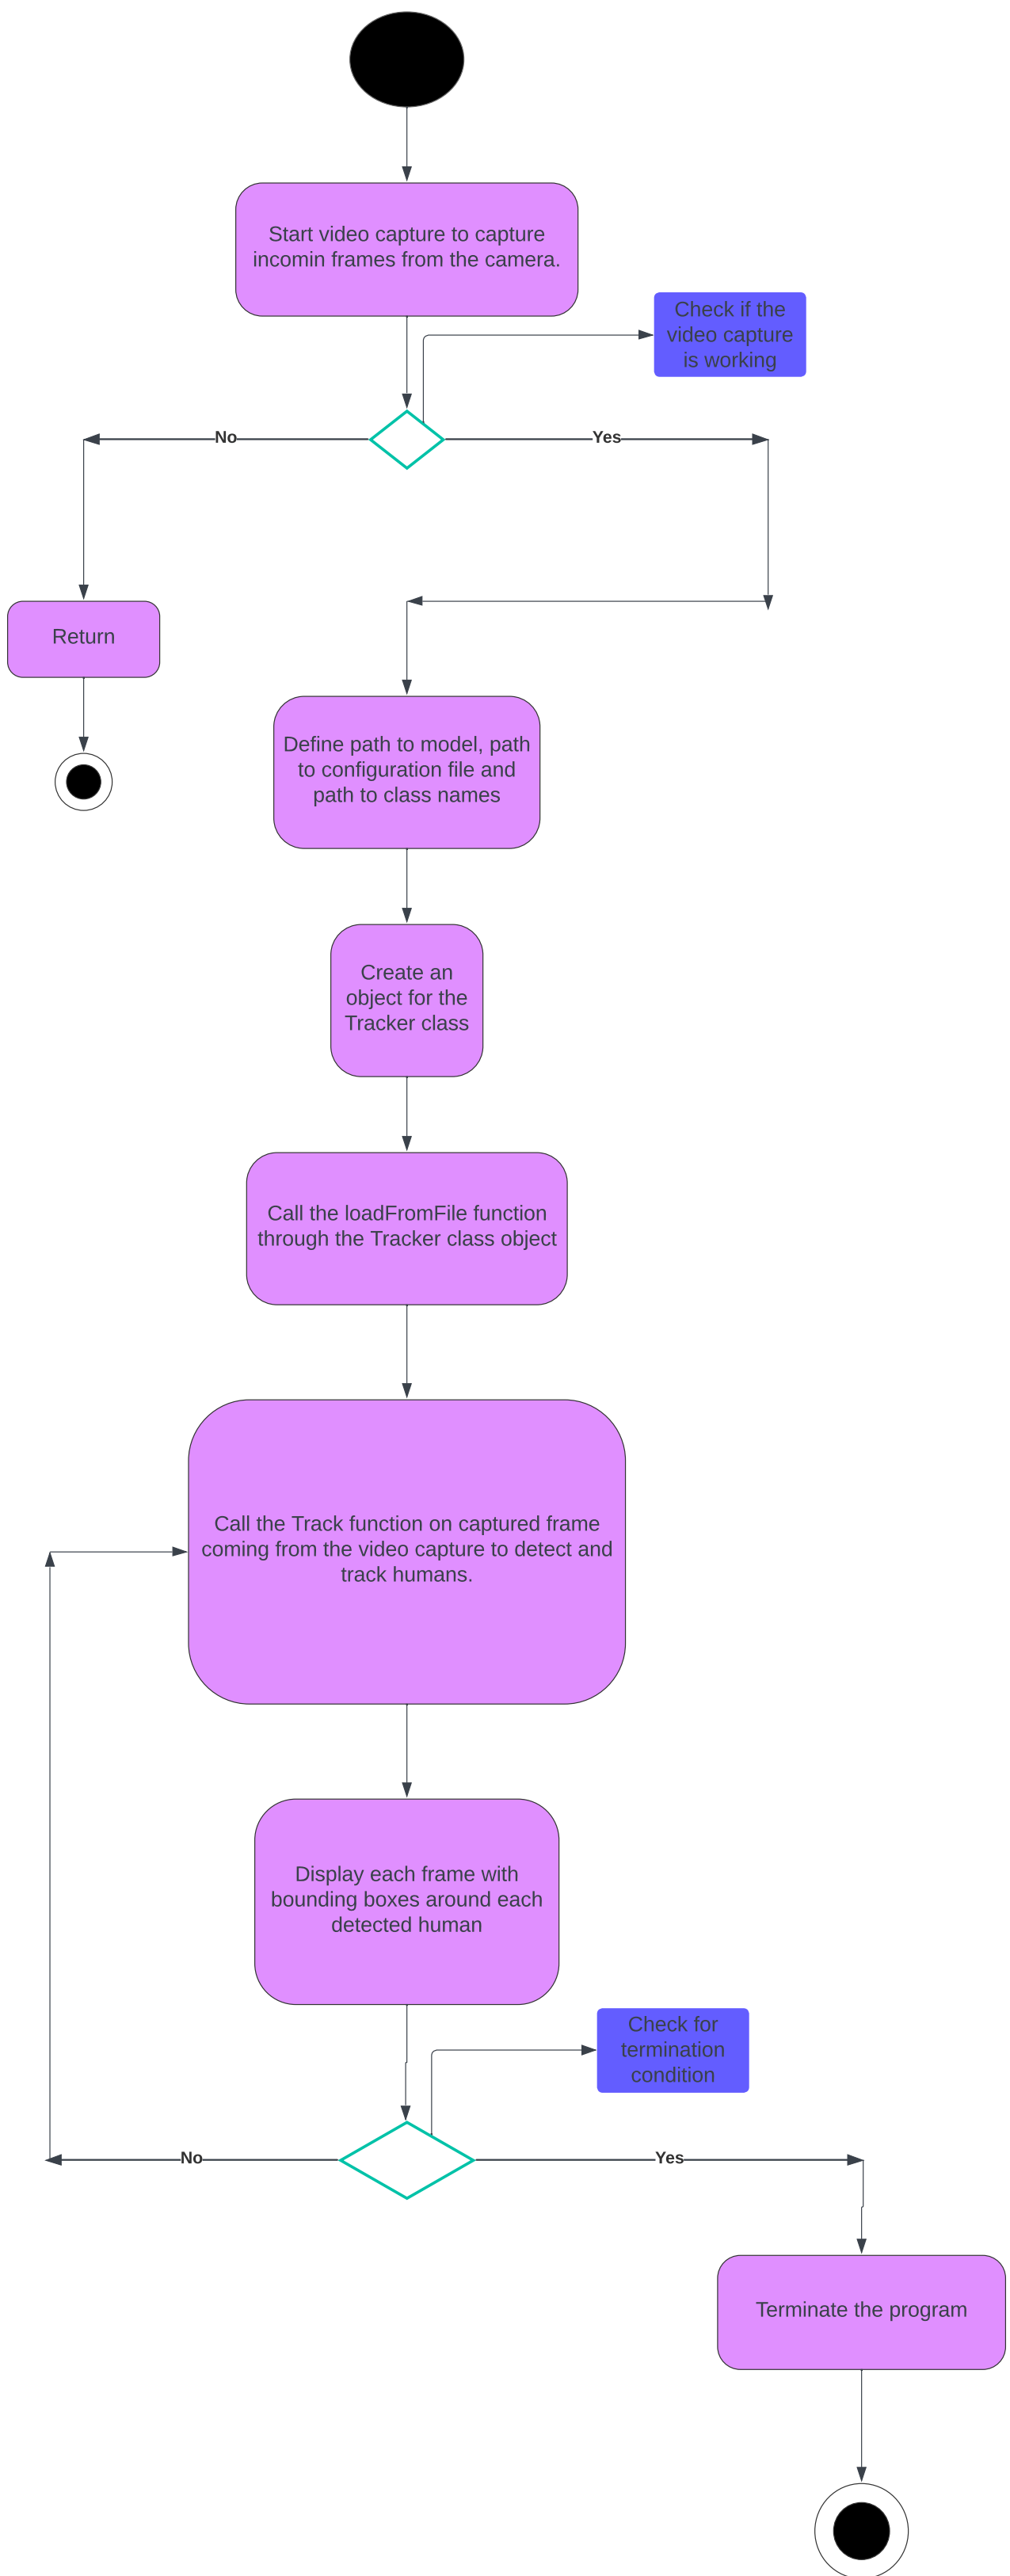 Start video capture to capture
incomin frames from the camera.
Check if the
video capture
is working
No
Yes
Return
Define path to model, path
to configuration file and
path to class names
Create an
object for the
Tracker class
Call the loadFromFile function
through the Tracker class object
Call the Track function on captured frame
coming from the video capture to detect and
track humans.
Display each frame with
bounding boxes around each
detected human
Check for
termination
condition
No
Yes
Terminate the program